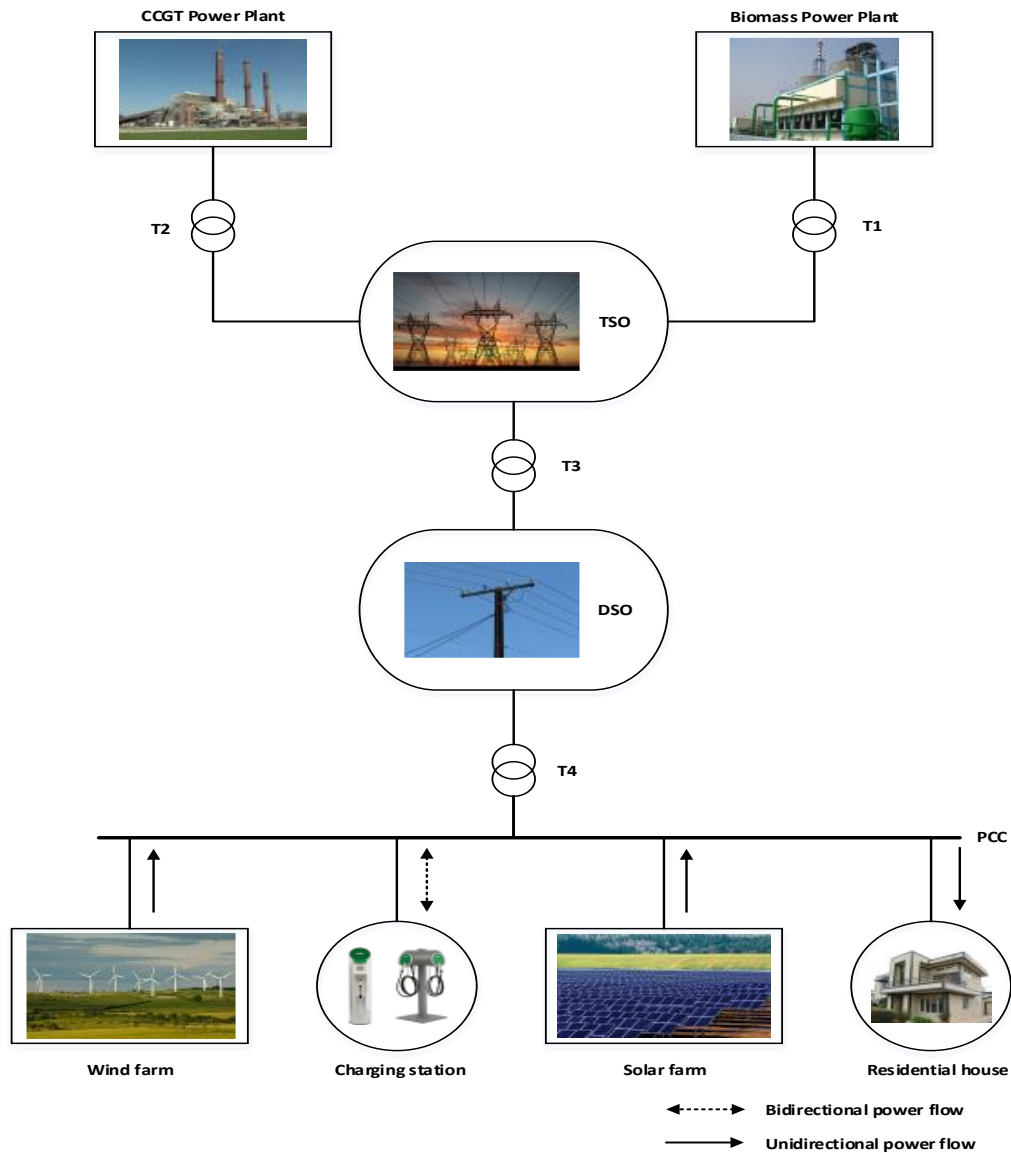 CCGT Power Plant
Biomass Power Plant
T2
T1
TSO
T3
DSO
T4
PCC
Wind farm
Charging station
Solar farm
Residential house
Bidirectional power flow
Unidirectional power flow